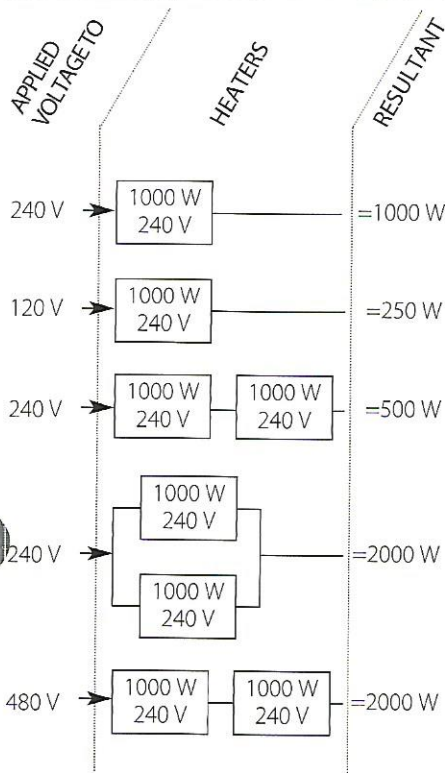 APPLIED
VOLTAGE TO
HEATERS
RESULTANT
240 V
1000 W
240 V
=1000 W
120 V
1000 W
240 V
=250 W
240 V
1000 W
240 V
1000 W
240 V
=500 W
240 V
1000 W
240 V
1000 W
240 V
=2000 W
480 V
1000 W
240 V
1000 W
240 V
=2000 W